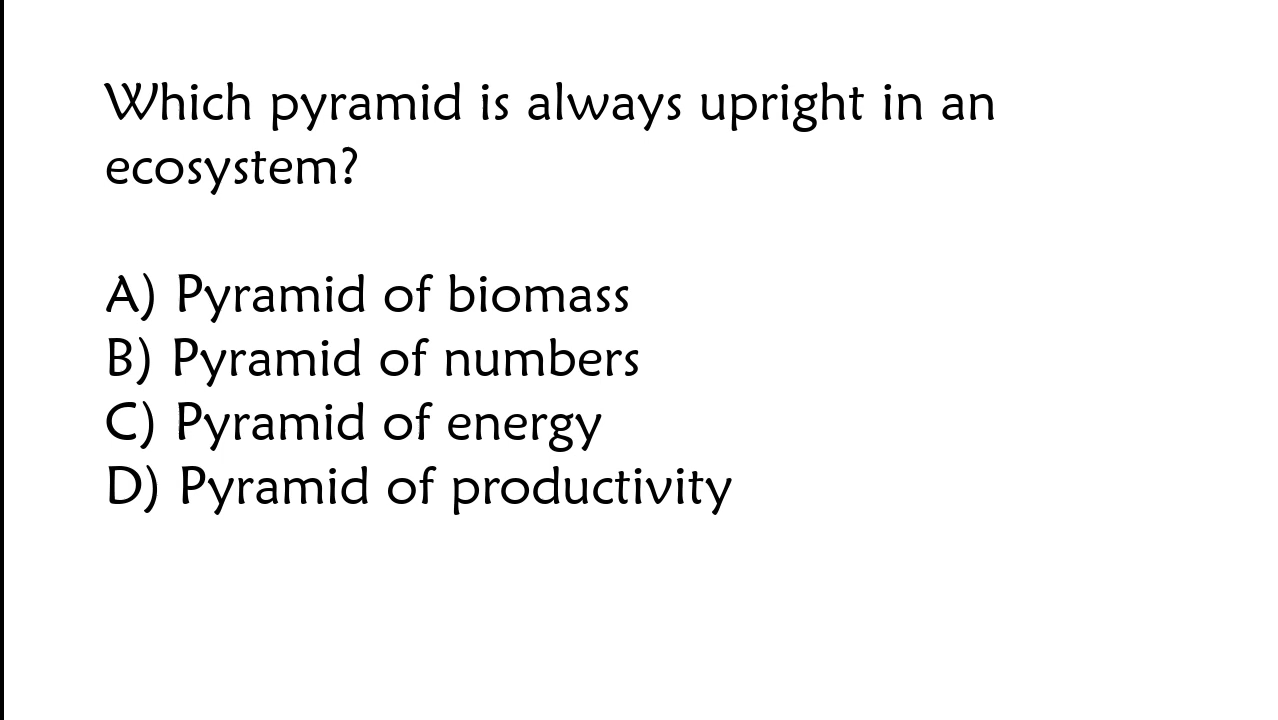 Which pyramid is always upright in an
ecosystem?
A) Pyramid of biomass
B) Pyramid of numbers
C) Pyramid of energy
D) Pyramid of productivity